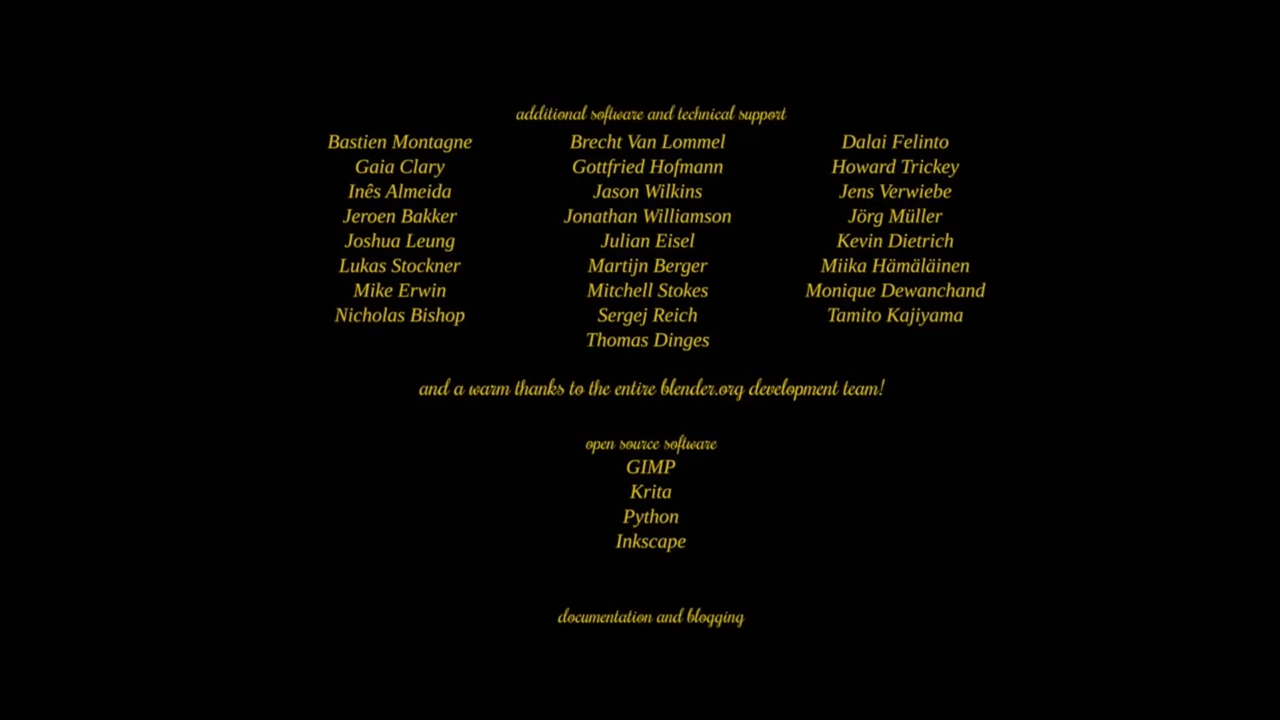 additional software and technical support
Bastien Montagne Brecht Van Lommel Dalai Felinto
Gaia Clary Gottfried Hofmann Howard Trickey
Inês Almeida Jason Wilkins Jens Verwiebe
Jeroen Bakker Jonathan Williamson Jörg Müller
Joshua Leung Julian Eisel Kevin Dietrich
Lukas Stockner Martijn Berger Miika Hämäläinen
Mike Erwin Mitchell Stokes Monique Dewanchand
Nicholas Bishop Sergej Reich Tamito Kajiyama
Thomas Dinges
and a warm thanks to the entire blender.org development team!
open source software
GIMP
Krita
Python
Inkscape
documentation and blogging